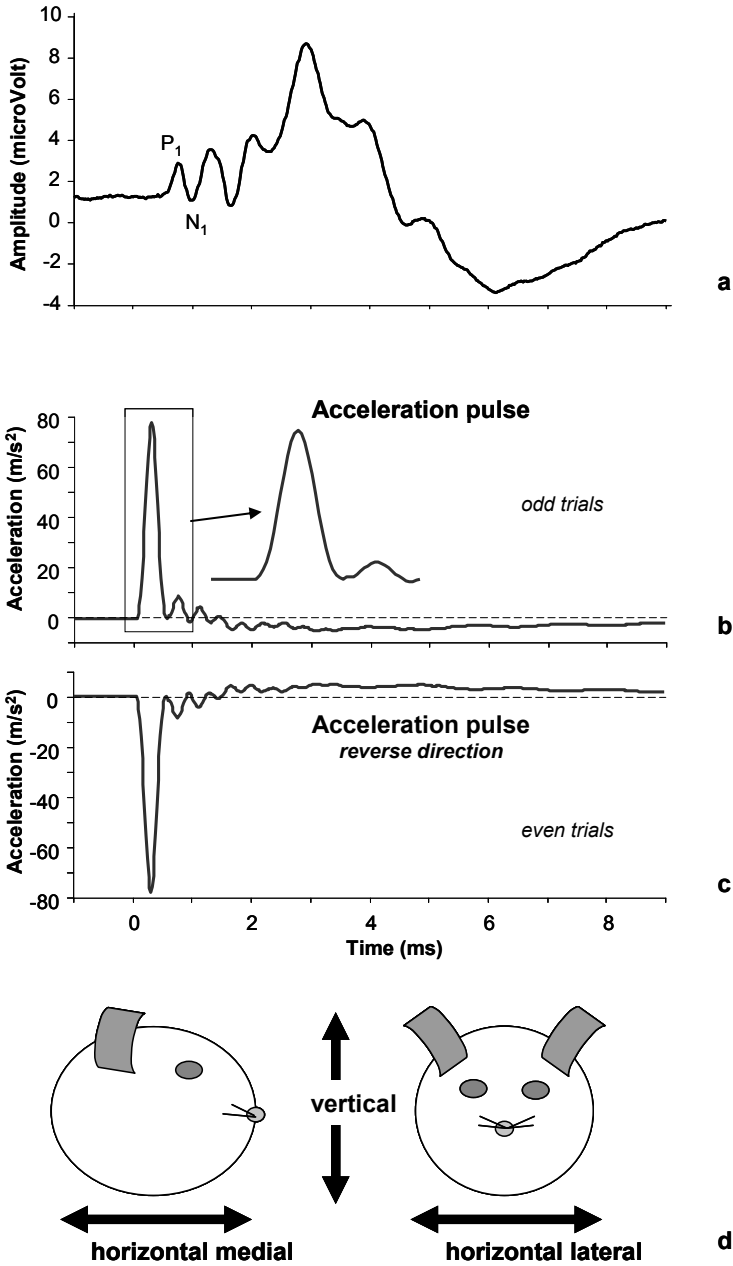 10
8
6
4
2
0
-2
-4
Amplitude (microVolt)
P1
N1
a
80
60
40
20
0
Acceleration (m/s²)
Acceleration pulse
odd trials
b
0
-20
-40
-60
-80
Acceleration (m/s²)
Acceleration pulse
reverse direction
even trials
c
0 2 4 6 8
Time (ms)
vertical
horizontal medial
horizontal lateral
d